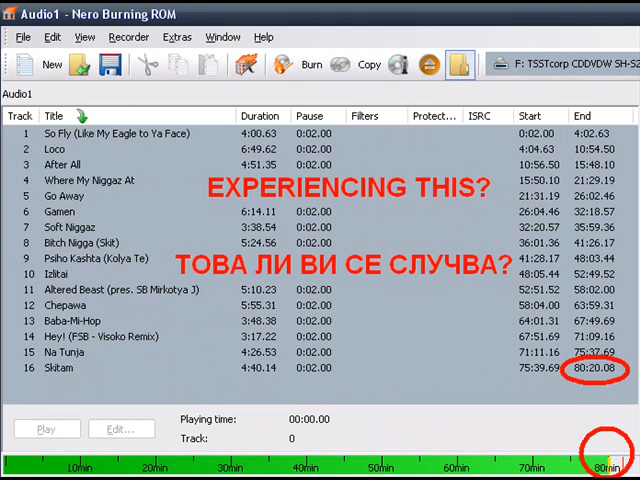 Audio1 - Nero Burning ROM
File Edit View Recorder Extras Window Help
New Burn Copy F: TSSTcorp CDDVDW SH-S2
Audio1
Track Title Duration Pause Filters Protect... ISRC Start End
1 So Fly (Like My Eagle to Ya Face) 4:00.63 0:02.00 0:02.00 4:02.63
2 Loco 6:49.62 0:02.00 4:04.63 10:54.50
3 After All 4:51.35 0:02.00 10:56.50 15:48.10
4 Where My Niggaz At 15:50.10 21:29.19
EXPERIENCING THIS?
5 Go Away 21:31.19 26:02.46
6 Gamen 6:14.11 0:02.00 26:04.46 32:18.57
7 Soft Niggaz 3:38.54 0:02.00 32:20.57 35:59.36
8 Bitch Nigga (Skit) 5:24.56 0:02.00 36:01.36 41:26.17
9 Psiho Kashta (Kolya Te) 41:28.17 48:03.44
ТОВА ЛИ ВИ СЕ СЛУЧВА?
10 Izlitai 48:05.44 52:49.52
11 Altered Beast (pres. SB Mirkotya J) 5:10.23 0:02.00 52:51.52 58:02.00
12 Chepawa 5:55.31 0:02.00 58:04.00 63:59.31
13 Baba-Mi-Hop 3:48.38 0:02.00 64:01.31 67:49.69
14 Hey! (FSB - Visoko Remix) 3:17.22 0:02.00 67:51.69 71:09.16
15 Na Tunja 4:26.53 0:02.00 71:11.16 75:37.69
16 Skitam 4:40.14 0:02.00 75:39.69 80:20.08
Play Edit... Playing time: 00:00.00
Track: 0
10min 20min 30min 40min 50min 60min 70min 80min